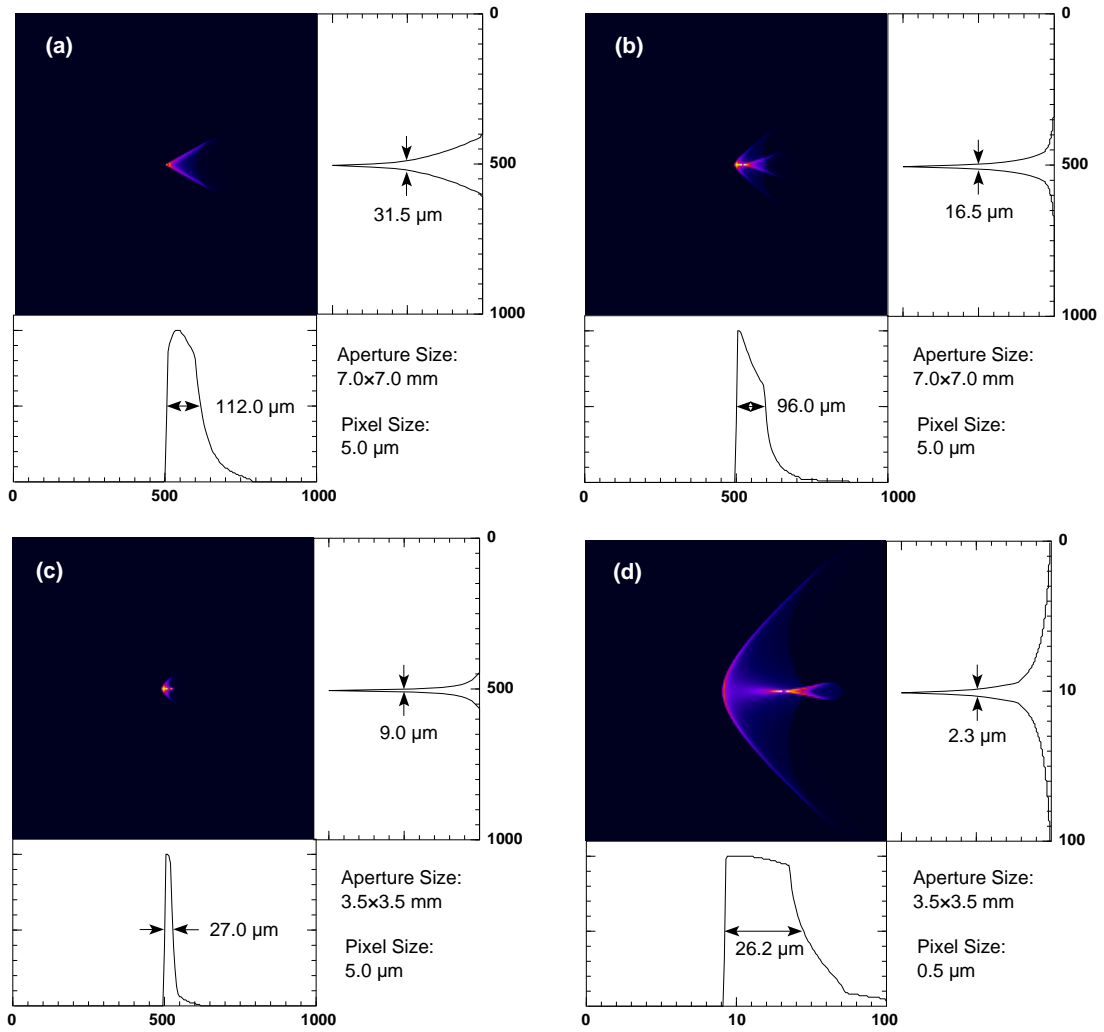 (a)
0
500
31.5 µm
1000
Aperture Size:
7.0×7.0 mm
112.0 µm
Pixel Size:
5.0 µm
0
500
1000
(b)
0
500
16.5 µm
1000
Aperture Size:
7.0×7.0 mm
96.0 µm
Pixel Size:
5.0 µm
0
500
1000
(c)
0
500
9.0 µm
1000
Aperture Size:
3.5×3.5 mm
27.0 µm
Pixel Size:
5.0 µm
0
500
1000
(d)
0
10
2.3 µm
100
Aperture Size:
3.5×3.5 mm
26.2 µm
Pixel Size:
0.5 µm
0
10
100